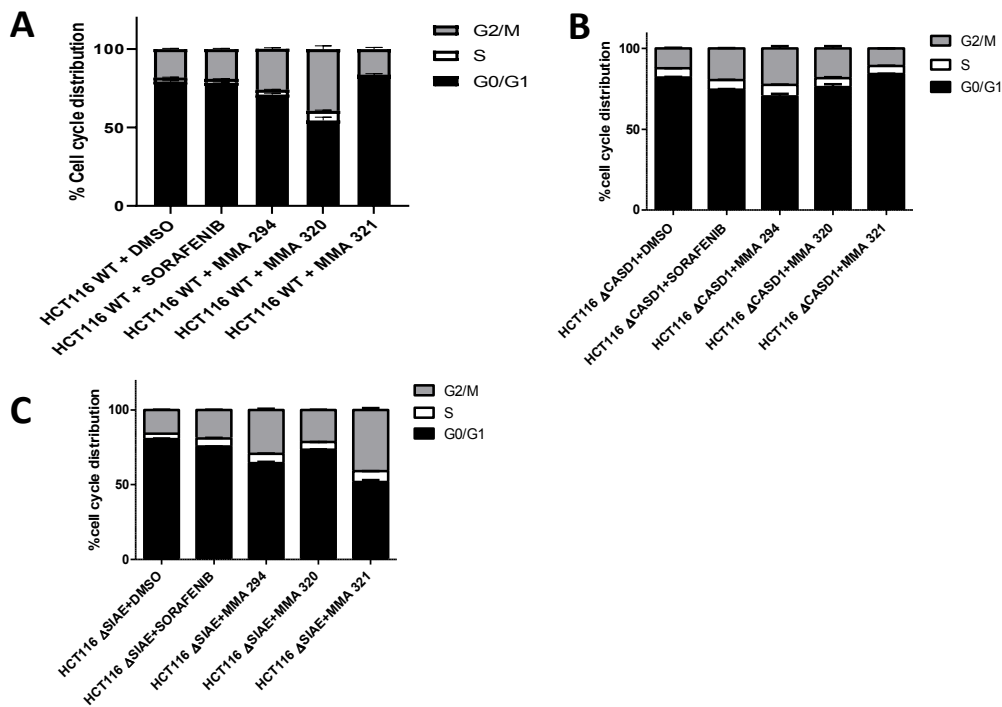 A
% Cell cycle distribution
100
50
0
G2/M
S
G0/G1
HCT116 WT + DMSO
HCT116 WT + SORAFENIB
HCT116 WT + MMA 294
HCT116 WT + MMA 320
HCT116 WT + MMA 321
B
%cell cycle distribution
100
50
0
G2/M
S
G0/G1
HCT116 ΔCASD1+DMSO
HCT116 ΔCASD1+SORAFENIB
HCT116 ΔCASD1+MMA 294
HCT116 ΔCASD1+MMA 320
HCT116 ΔCASD1+MMA 321
C
%cell cycle distribution
100
50
0
G2/M
S
G0/G1
HCT116 ΔSIAE+DMSO
HCT116 ΔSIAE+SORAFENIB
HCT116 ΔSIAE+MMA 294
HCT116 ΔSIAE+MMA 320
HCT116 ΔSIAE+MMA 321